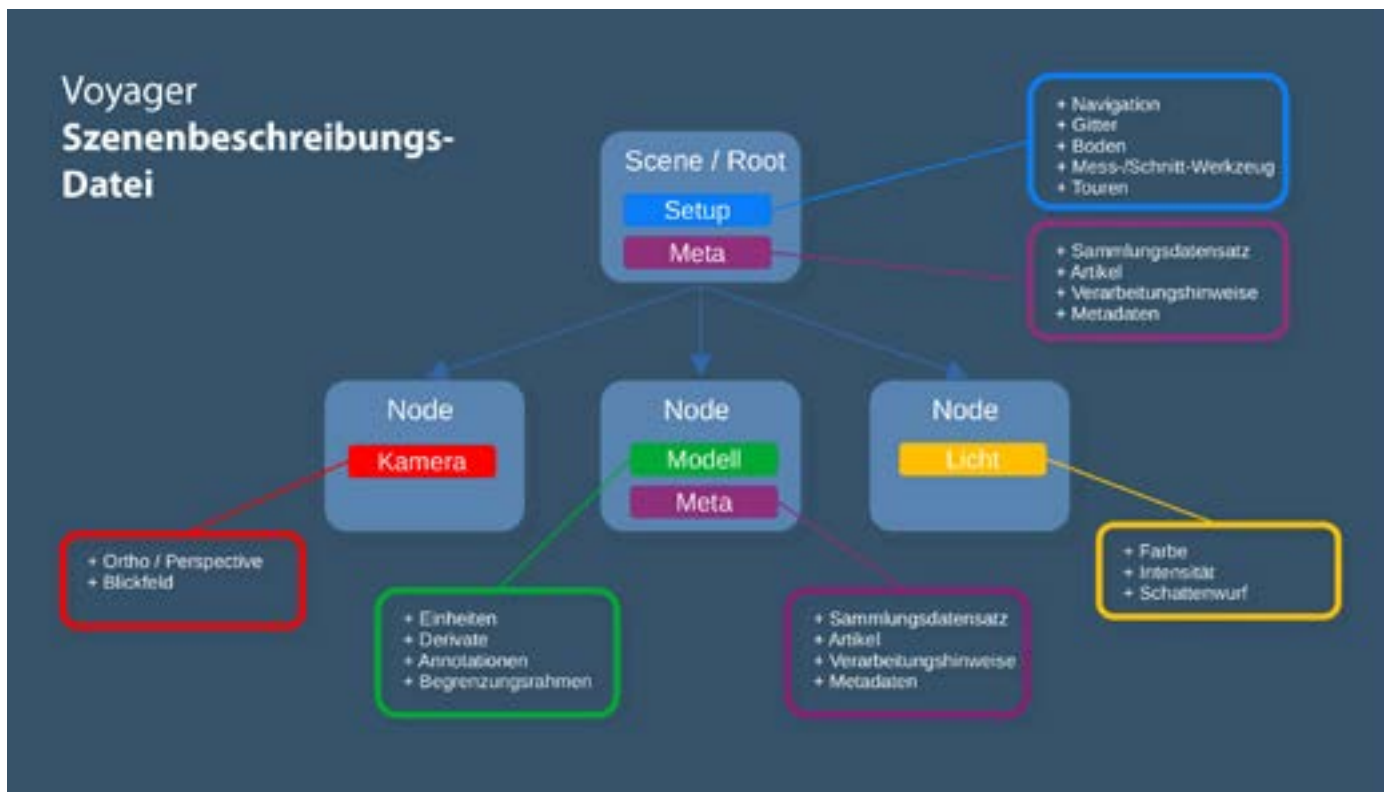 Voyager
Szenenbeschreibungs-
Datei
Scene / Root
Setup
Meta
+ Navigation
+ Gitter
+ Boden
+ Mess-/Schnitt-Werkzeug
+ Touren
+ Sammlungsdatensatz
+ Artikel
+ Verarbeitungshinweise
+ Metadaten
Node
Kamera
Node
Modell
Meta
Node
Licht
+ Ortho / Perspective
+ Blickfeld
+ Einheiten
+ Derivate
+ Annotationen
+ Begrenzungsrahmen
+ Sammlungsdatensatz
+ Artikel
+ Verarbeitungshinweise
+ Metadaten
+ Farbe
+ Intensität
+ Schattenwurf